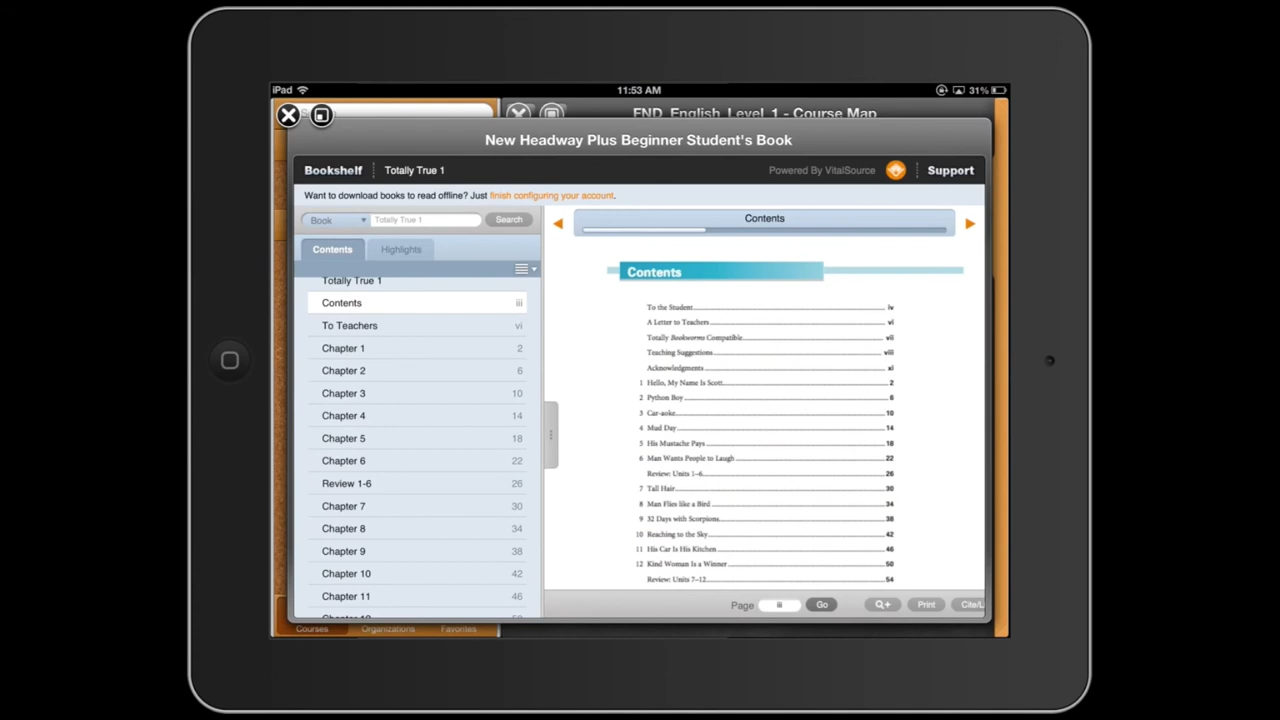 iPad
11:53 AM
31%
END_English_Level_1 - Course Map
New Headway Plus Beginner Student's Book
Bookshelf
Totally True 1
Powered By VitalSource
Support
Want to download books to read offline? Just finish configuring your account.
Book
Totally True 1
Search
Contents
Highlights
Totally True 1
Contents iii
To Teachers vi
Chapter 1 2
Chapter 2 6
Chapter 3 10
Chapter 4 14
Chapter 5 18
Chapter 6 22
Review 1-6 26
Chapter 7 30
Chapter 8 34
Chapter 9 38
Chapter 10 42
Chapter 11 46
Contents
Contents
To the Student iv
A Letter to Teachers vi
Totally Bookworms Compatible vii
Teaching Suggestions viii
Acknowledgments xi
1 Hello, My Name Is Scott 2
2 Python Boy 6
3 Car-aoke 10
4 Mud Day 14
5 His Mustache Pays 18
6 Man Wants People to Laugh 22
Review: Units 1–6 26
7 Tall Hair 30
8 Man Flies like a Bird 34
9 32 Days with Scorpions 38
10 Reaching to the Sky 42
11 His Car Is His Kitchen 46
12 Kind Woman Is a Winner 50
Review: Units 7–12 54
Page
iii
Go
Print
Courses
Organizations
Favorites